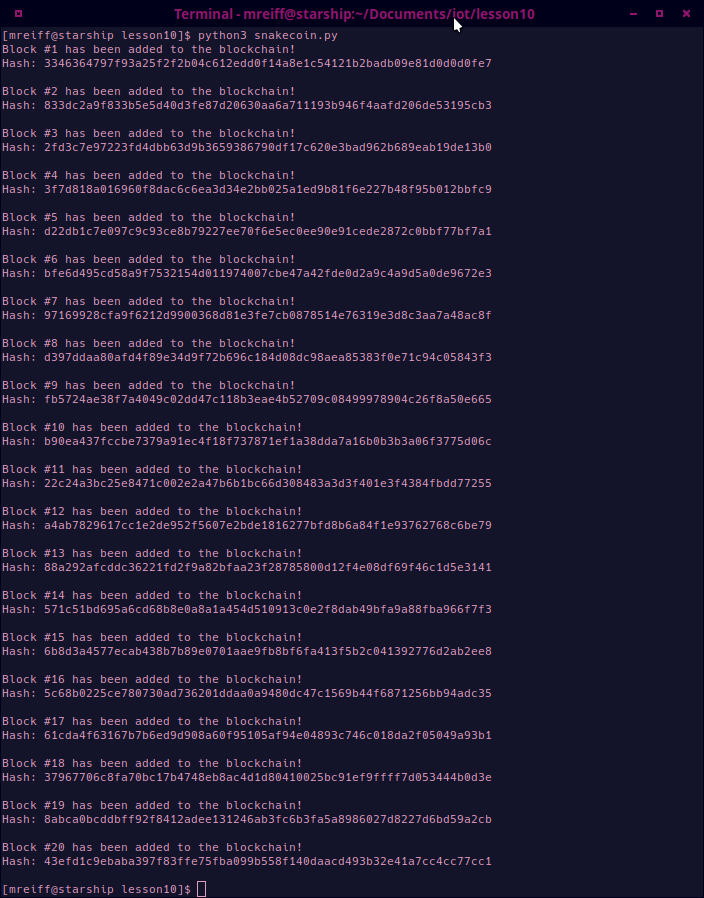 Terminal - mreiff@starship:~/Documents/iot/lesson10
[mreiff@starship lesson10]$ python3 snakecoin.py
Block #1 has been added to the blockchain!
Hash: 3346364797f93a25f2f2b04c612edd0f14a8e1c54121b2badb09e81d0d0d0fe7
Block #2 has been added to the blockchain!
Hash: 833dc2a9f833b5e5d40d3fe87d20630aa6a711193b946f4aafd206de53195cb3
Block #3 has been added to the blockchain!
Hash: 2fd3c7e97223fd4dbb63d9b3659386790df17c620e3bad962b689eab19de13b0
Block #4 has been added to the blockchain!
Hash: 3f7d818a016960f8dac6c6ea3d34e2bb025a1ed9b81f6e227b48f95b012bbfc9
Block #5 has been added to the blockchain!
Hash: d22db1c7e097c9c93ce8b79227ee70f6e5ec0ee90e91cede2872c0bbf77bf7a1
Block #6 has been added to the blockchain!
Hash: bfe6d495cd58a9f7532154d011974007cbe47a42fde0d2a9c4a9d5a0de9672e3
Block #7 has been added to the blockchain!
Hash: 97169928cfa9f6212d9900368d81e3fe7cb0878514e76319e3d8c3aa7a48ac8f
Block #8 has been added to the blockchain!
Hash: d397ddaa80afd4f89e34d9f72b696c184d08dc98aea85383f0e71c94c05843f3
Block #9 has been added to the blockchain!
Hash: fb5724ae38f7a4049c02dd47c118b3eae4b52709c08499978904c26f8a50e665
Block #10 has been added to the blockchain!
Hash: b90ea437fccbe7379a91ec4f18f737871ef1a38dda7a16b0b3b3a06f3775d06c
Block #11 has been added to the blockchain!
Hash: 22c24a3bc25e8471c002e2a47b6b1bc66d308483a3d3f401e3f4384fbdd77255
Block #12 has been added to the blockchain!
Hash: a4ab7829617cc1e2de952f5607e2bde1816277bfd8b6a84f1e93762768c6be79
Block #13 has been added to the blockchain!
Hash: 88a292afcddc36221fd2f9a82bfaa23f28785800d12f4e08df69f46c1d5e3141
Block #14 has been added to the blockchain!
Hash: 571c51bd695a6cd68b8e0a8a1a454d510913c0e2f8dab49bfa9a88fba966f7f3
Block #15 has been added to the blockchain!
Hash: 6b8d3a4577ecab438b7b89e0701aae9fb8bf6fa413f5b2c041392776d2ab2ee8
Block #16 has been added to the blockchain!
Hash: 5c68b0225ce780730ad736201ddaa0a9480dc47c1569b44f6871256bb94adc35
Block #17 has been added to the blockchain!
Hash: 61cda4f63167b7b6ed9d908a60f95105af94e04893c746c018da2f05049a93b1
Block #18 has been added to the blockchain!
Hash: 37967706c8fa70bc17b4748eb8ac4d1d80410025bc91ef9ffff7d053444b0d3e
Block #19 has been added to the blockchain!
Hash: 8abca0bcddbff92f8412adee131246ab3fc6b3fa5a8986027d8227d6bd59a2cb
Block #20 has been added to the blockchain!
Hash: 43efd1c9ebaba397f83ffe75fba099b558f140daacd493b32e41a7cc4cc77cc1
[mreiff@starship lesson10]$